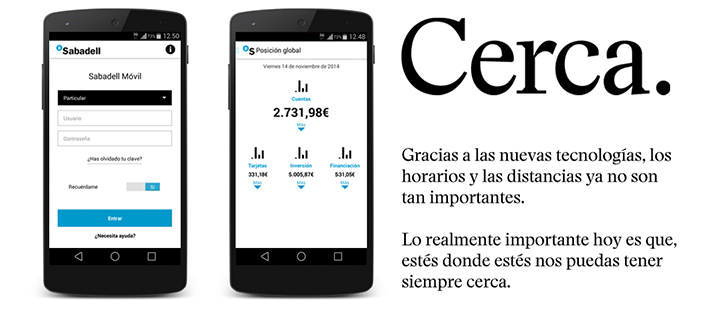 73% 12.50
Sabadell
Sabadell Móvil
Particular
Usuario
Contraseña
¿Has olvidado tu clave?
Recuérdame
SI
Entrar
¿Necesita ayuda?
73% 12.48
S Posición global
Viernes 14 de noviembre de 2014
Cuentas
2.731,98€
Más
Tarjetas Inversión Financiación
331,18€ 5.005,87€ 531,05€
Más Más Más
Cerca.
Gracias a las nuevas tecnologías, los
horarios y las distancias ya no son
tan importantes.
Lo realmente importante hoy es que,
estés donde estés nos puedas tener
siempre cerca.